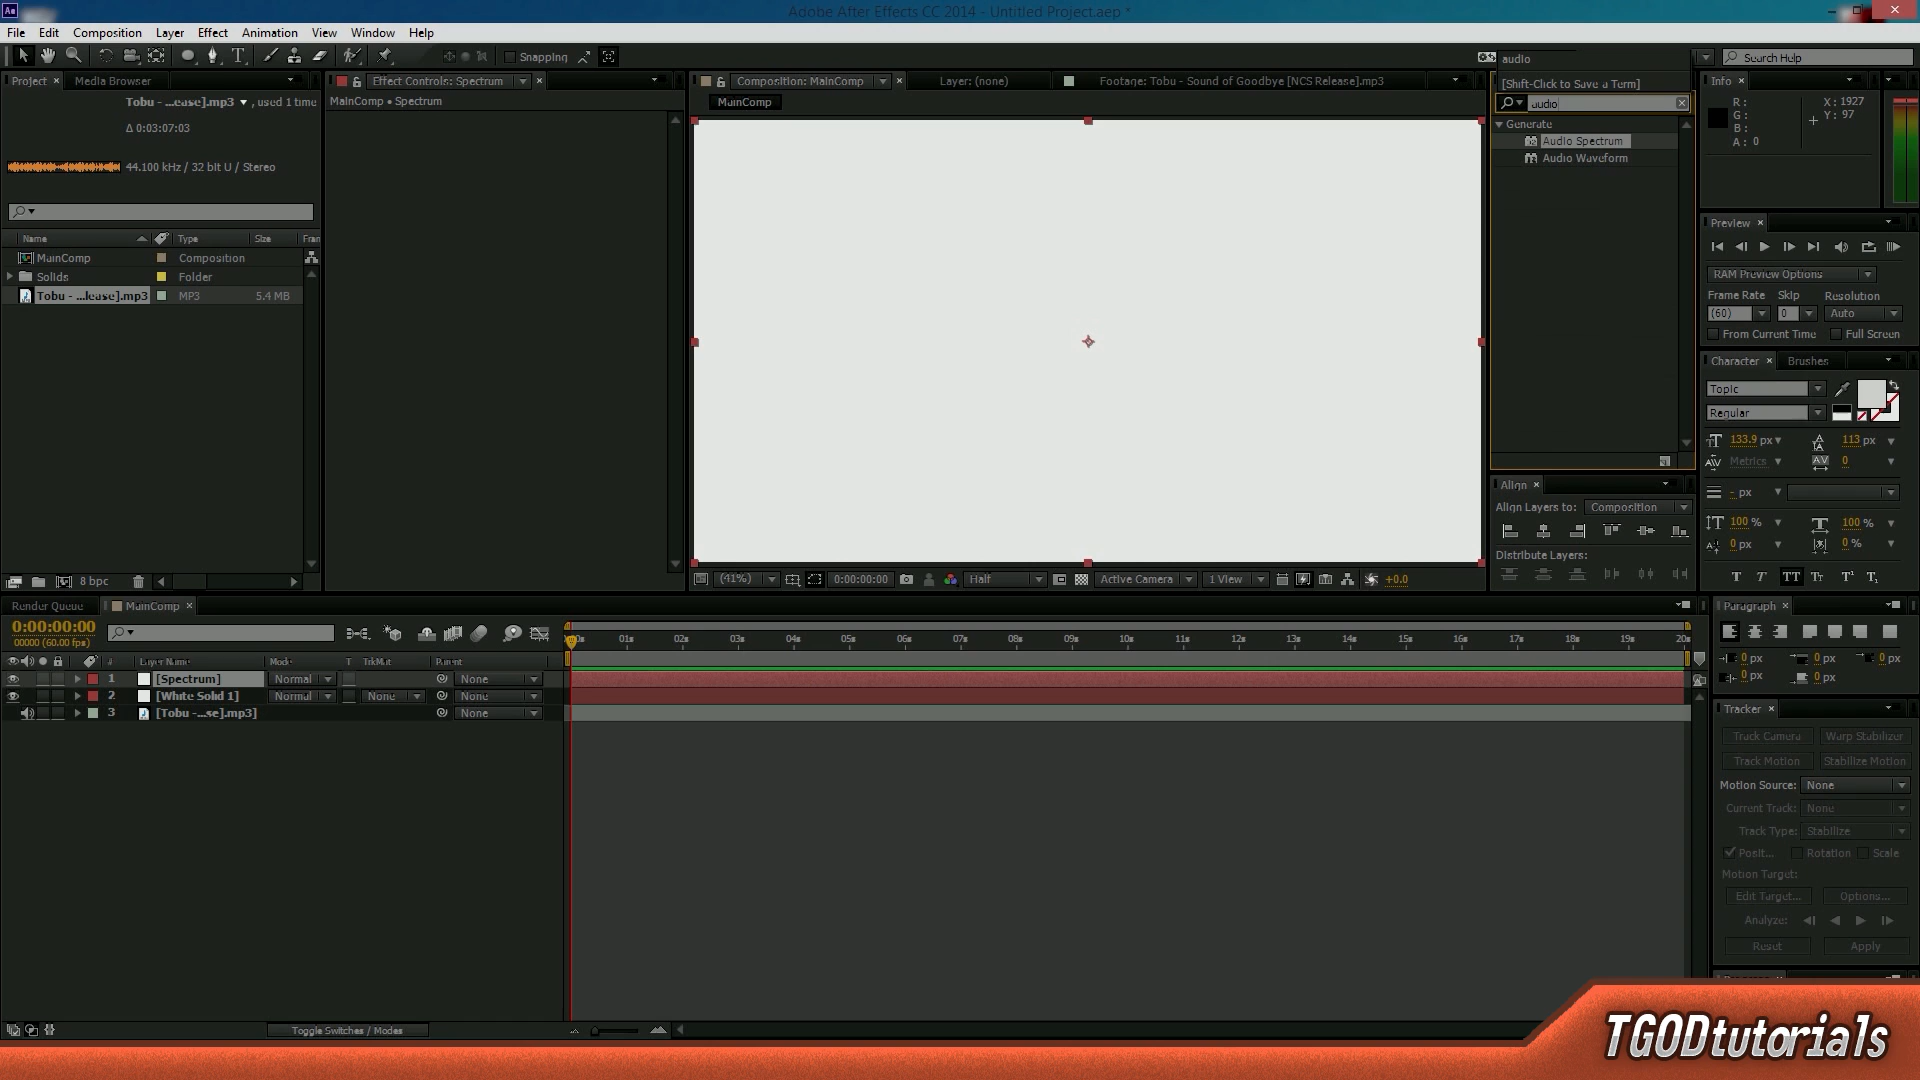 Adobe After Effects CC 2014 - Untitled Project.aep *
File Edit Composition Layer Effect Animation View Window Help
Snapping
audio
[Shift-Click to Save a Term]
Search Help
Project
Media Browser
Effect Controls: Spectrum
Composition: MainComp
Layer: (none)
Footage: Tobu - Sound of Goodbye [NCS Release].mp3
Info
Tobu - ...ease].mp3 , used 1 time
Δ 0:03:07:03
44.100 kHz / 32 bit U / Stereo
MainComp • Spectrum
MainComp
audio
Generate
Audio Spectrum
Audio Waveform
R :
G :
B :
A : 0
X : 1927
Y : 97
Preview
RAM Preview Options
Frame Rate Skip Resolution
(60) 0 Auto
From Current Time Full Screen
Name Type Size Fran
MainComp Composition
Solids Folder
Tobu - ...lease].mp3 MP3 5.4 MB
8 bpc
(41%) 0:00:00:00 Half Active Camera 1 View +0.0
Character Brushes
Topic
Regular
133.9 px 113 px
Metrics 0
- px
100 % 100 %
0 px 0 %
TT TT Tr T¹ T₁
Align
Align Layers to: Composition
Distribute Layers:
Render Queue MainComp
0:00:00:00
00000 (60.00 fps)
01s 02s 03s 04s 05s 06s 07s 08s 09s 10s 11s 12s 13s 14s 15s 16s 17s 18s 19s 20s
# Layer Name Mode T TrkMat Parent
1 [Spectrum] Normal None
2 [White Solid 1] Normal None None
3 [Tobu -...se].mp3] None
Toggle Switches / Modes
Paragraph
0 px 0 px 0 px
0 px 0 px
Tracker
Track Camera Warp Stabilizer
Track Motion Stabilize Motion
Motion Source: None
Current Track: None
Track Type: Stabilize
Posit... Rotation Scale
Motion Target:
Edit Target... Options...
Analyze:
Reset Apply
TGODtutorials